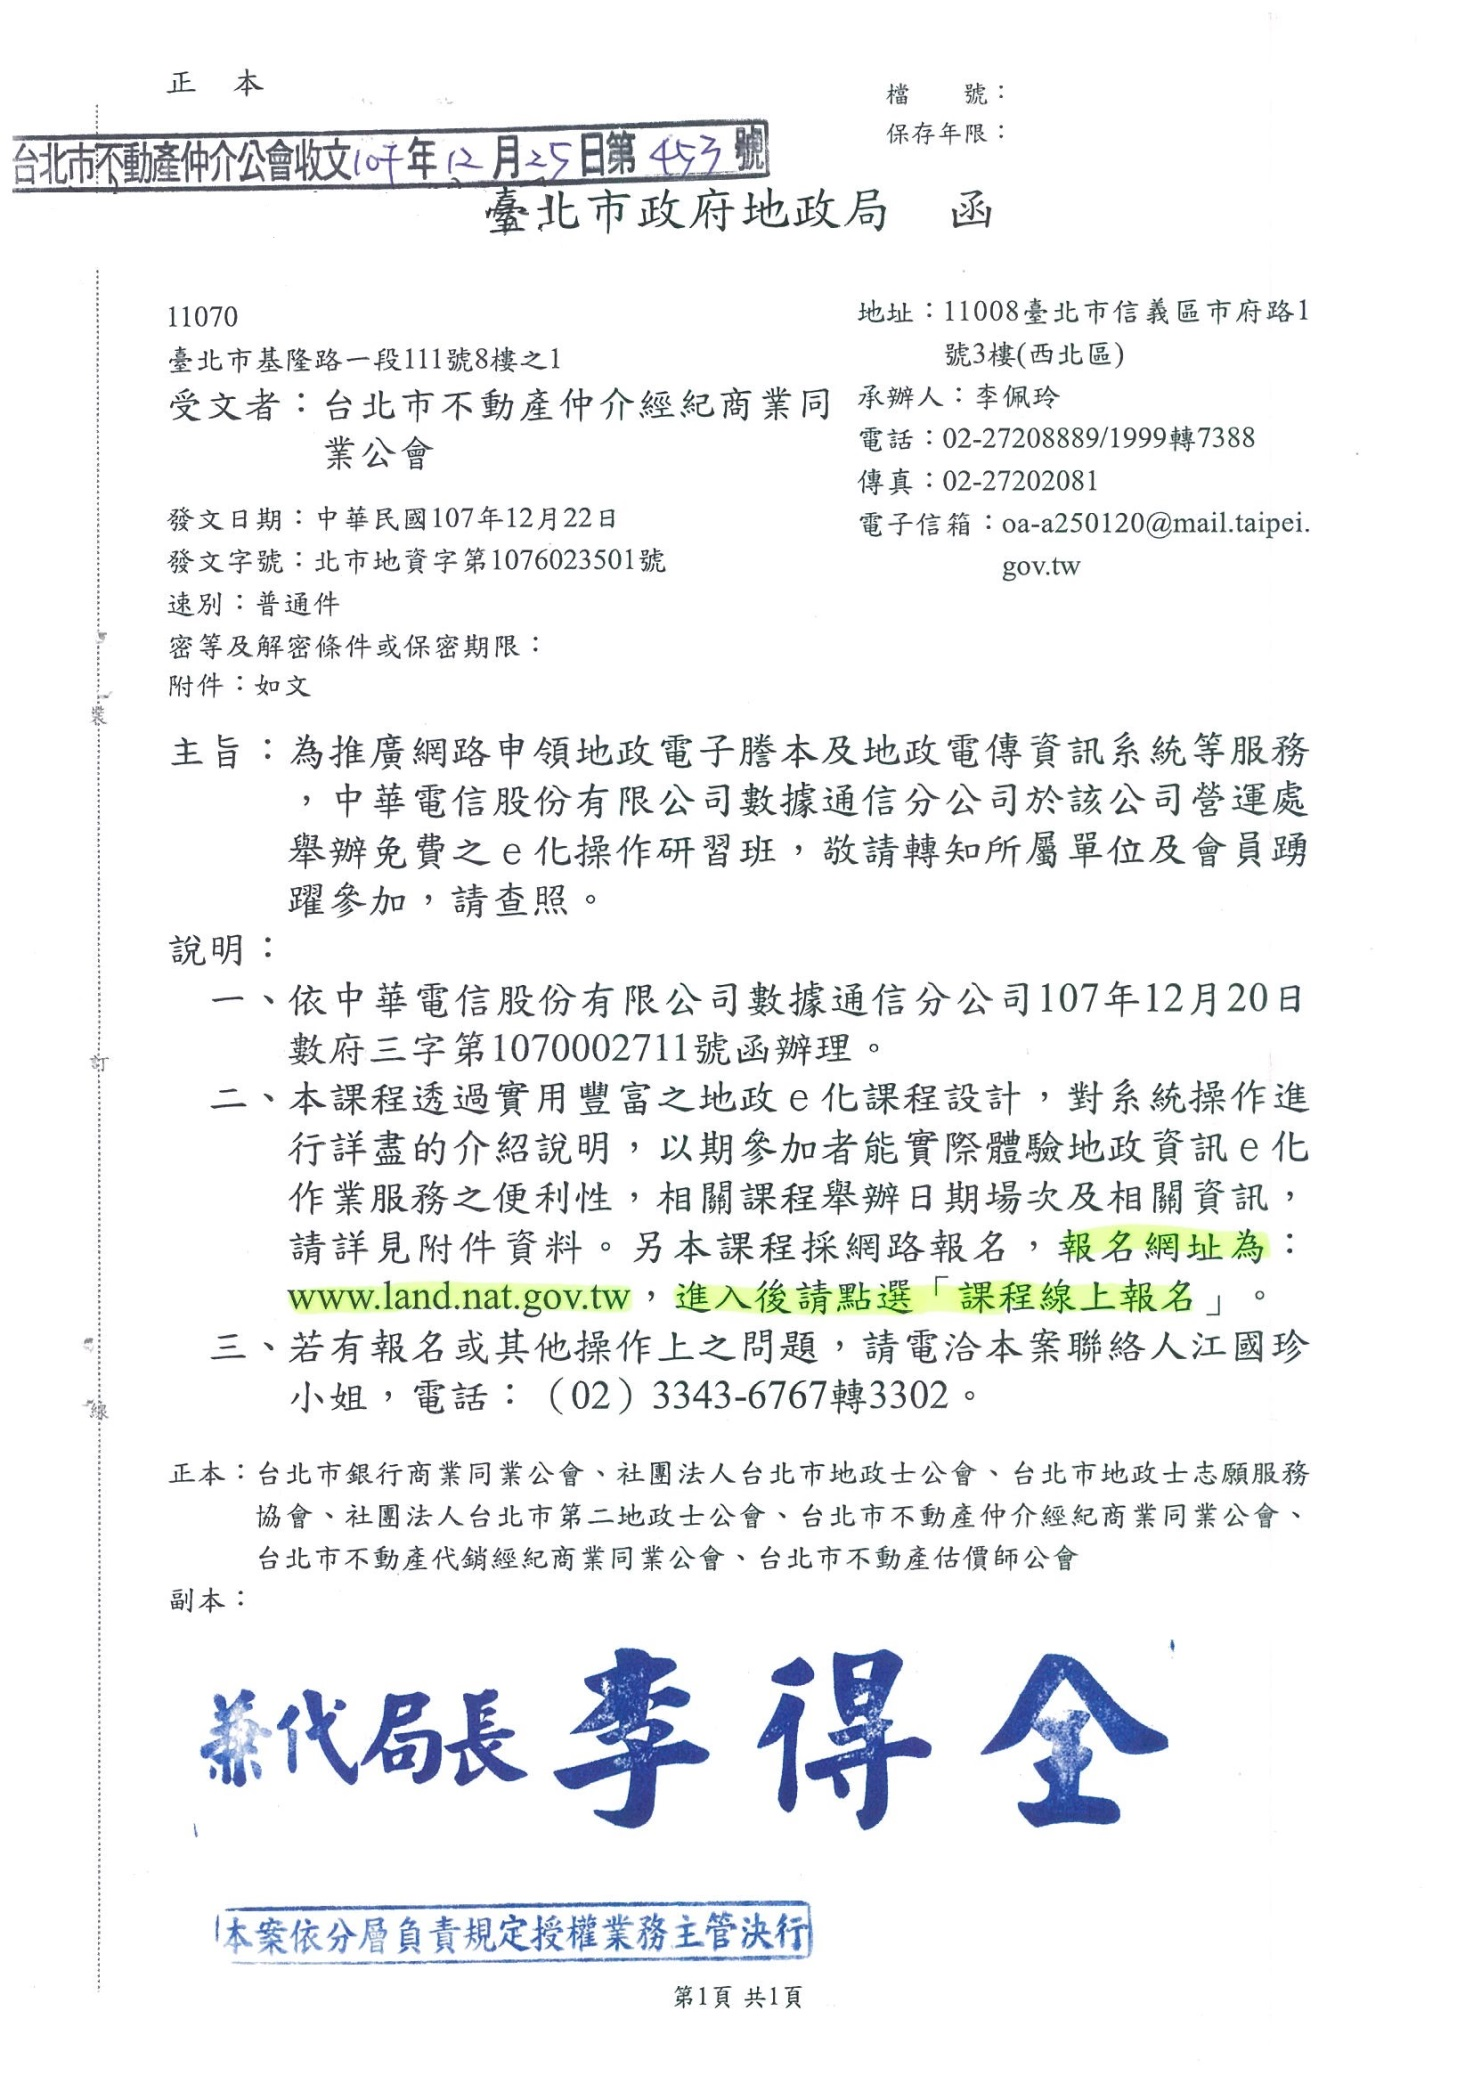 正　本
檔　　號：
保存年限：
台北市不動產仲介公會收文107年12月25日第453號
臺北市政府地政局　函
11070
臺北市基隆路一段111號8樓之1
受文者：台北市不動產仲介經紀商業同
業公會
地址：11008臺北市信義區市府路1
號3樓(西北區)
承辦人：李佩玲
電話：02-27208889/1999轉7388
傳真：02-27202081
電子信箱：oa-a250120@mail.taipei.
gov.tw
發文日期：中華民國107年12月22日
發文字號：北市地資字第1076023501號
速別：普通件
密等及解密條件或保密期限：
附件：如文
主旨：為推廣網路申領地政電子謄本及地政電傳資訊系統等服務
，中華電信股份有限公司數據通信分公司於該公司營運處
舉辦免費之e化操作研習班，敬請轉知所屬單位及會員踴
躍參加，請查照。
說明：
一、依中華電信股份有限公司數據通信分公司107年12月20日
數府三字第1070002711號函辦理。
二、本課程透過實用豐富之地政e化課程設計，對系統操作進
行詳盡的介紹說明，以期參加者能實際體驗地政資訊e化
作業服務之便利性，相關課程舉辦日期場次及相關資訊，
請詳見附件資料。另本課程採網路報名，報名網址為：
www.land.nat.gov.tw，進入後請點選「課程線上報名」。
三、若有報名或其他操作上之問題，請電洽本案聯絡人江國珍
小姐，電話：（02）3343-6767轉3302。
正本：台北市銀行商業同業公會、社團法人台北市地政士公會、台北市地政士志願服務
協會、社團法人台北市第二地政士公會、台北市不動產仲介經紀商業同業公會、
台北市不動產代銷經紀商業同業公會、台北市不動產估價師公會
副本：
兼代局長 李得全
本案依分層負責規定授權業務主管決行
第1頁 共1頁
裝
訂
線